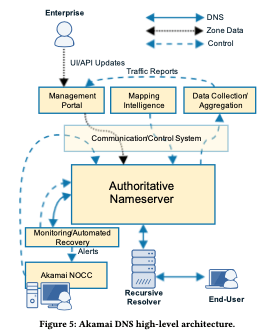 Enterprise
DNS
Zone Data
Control
UI/API Updates
Traffic Reports
Management
Portal
Mapping
Intelligence
Data Collection/
Aggregation
Communication/Control System
Authoritative
Nameserver
Monitoring/Automated
Recovery
Alerts
Akamai NOCC
Recursive
Resolver
End-User
Figure 5: Akamai DNS high-level architecture.